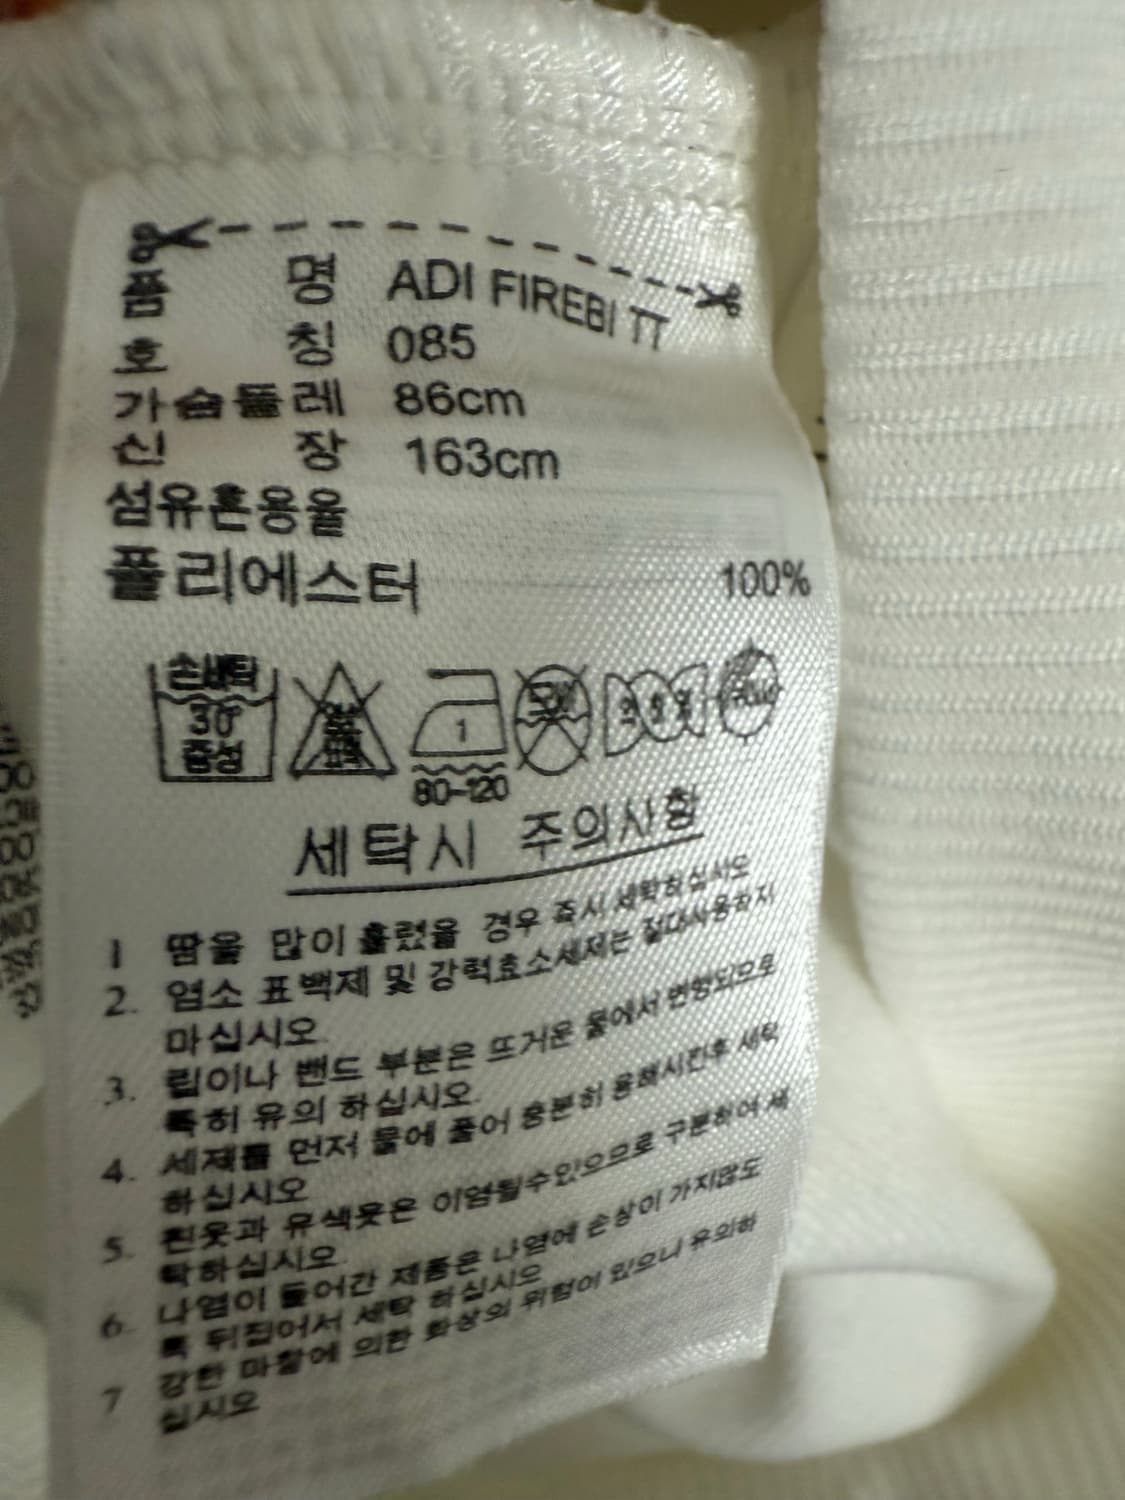 품 명 ADI FIREBI TT
호 칭 085
가슴둘레 86cm
신 장 163cm
섬유혼용율
폴리에스터 100%
손세탁
30°
중성
1
80~120
세탁시 주의사항
1 땀을 많이 흘렸을 경우 즉시 세탁하십시오
2. 염소 표백제 및 강력효소세제는 절대사용하지
마십시오.
3. 립이나 밴드 부분은 뜨거운 물에서 변형되므로
특히 유의 하십시오.
4. 세제를 먼저 물에 풀어 충분히 용해시킨후 세탁
하십시오
5. 흰옷과 유색옷은 이염될수있으므로 구분하여 세
탁하십시오.
6. 나염이 들어간 제품은 나염에 손상이 가지않도
록 뒤집어서 세탁 하십시오
7 강한 마찰에 의한 화상의 위험이 있으니 유의하
십시오